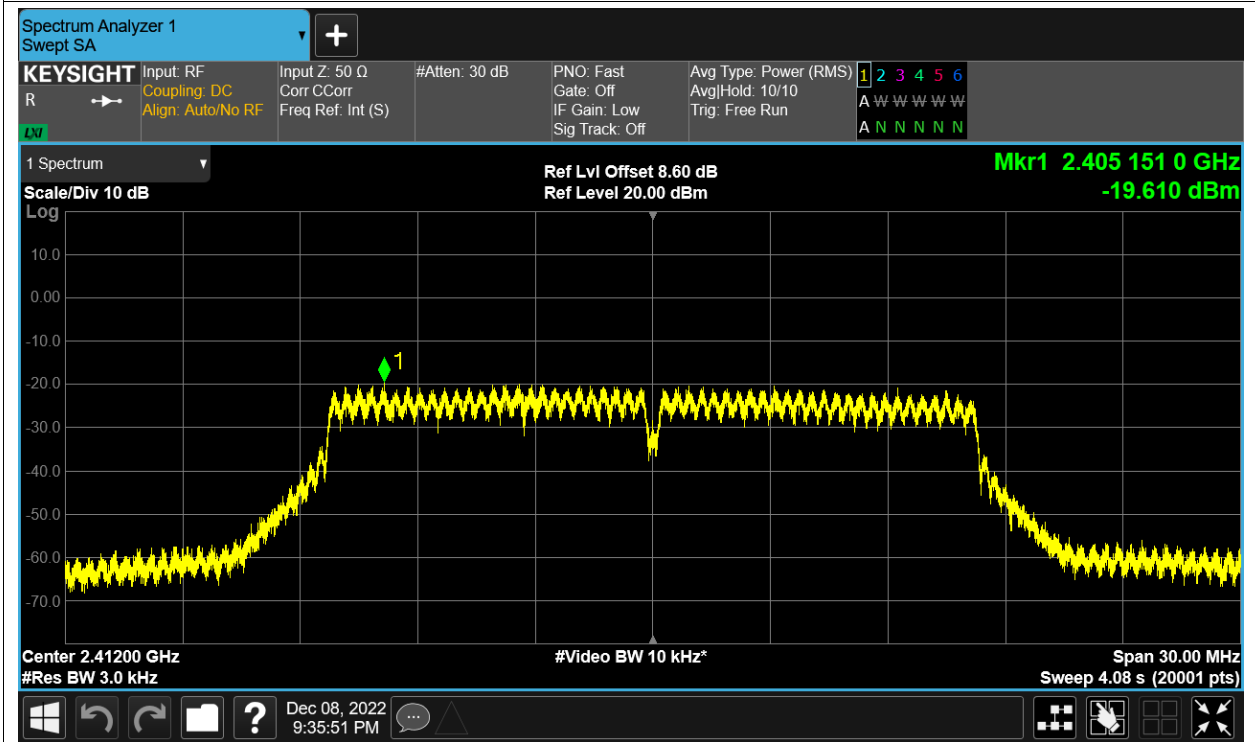 Spectrum Analyzer 1
Swept SA
+
KEYSIGHT
R
LXI
Input: RF
Coupling: DC
Align: Auto/No RF
Input Z: 50 Ω
Corr CCorr
Freq Ref: Int (S)
#Atten: 30 dB
PNO: Fast
Gate: Off
IF Gain: Low
Sig Track: Off
Avg Type: Power (RMS)
Avg|Hold: 10/10
Trig: Free Run
1 2 3 4 5 6
A W W W W W
A N N N N N
1 Spectrum
Scale/Div 10 dB
Log
Ref Lvl Offset 8.60 dB
Ref Level 20.00 dBm
Mkr1 2.405 151 0 GHz
-19.610 dBm
10.0
0.00
-10.0
-20.0
-30.0
-40.0
-50.0
-60.0
-70.0
1
Center 2.41200 GHz
#Res BW 3.0 kHz
#Video BW 10 kHz*
Span 30.00 MHz
Sweep 4.08 s (20001 pts)
?
Dec 08, 2022
9:35:51 PM